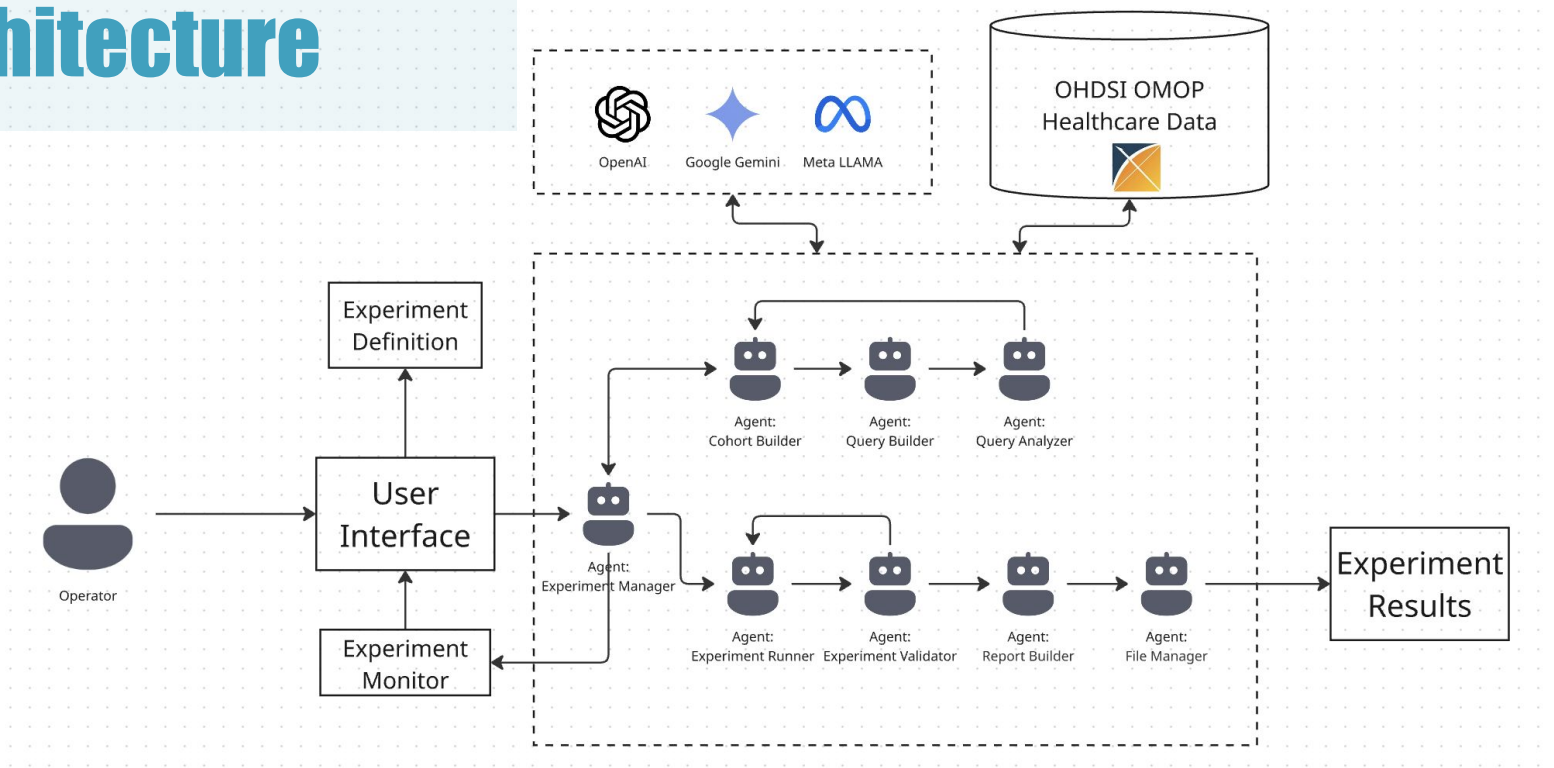 hitecture
OpenAI
Google Gemini
Meta LLAMA
OHDSI OMOP
Healthcare Data
Experiment
Definition
User
Interface
Experiment
Monitor
Operator
Agent:
Cohort Builder
Agent:
Query Builder
Agent:
Query Analyzer
Agent:
Experiment Manager
Agent:
Experiment Runner
Agent:
Experiment Validator
Agent:
Report Builder
Agent:
File Manager
Experiment
Results